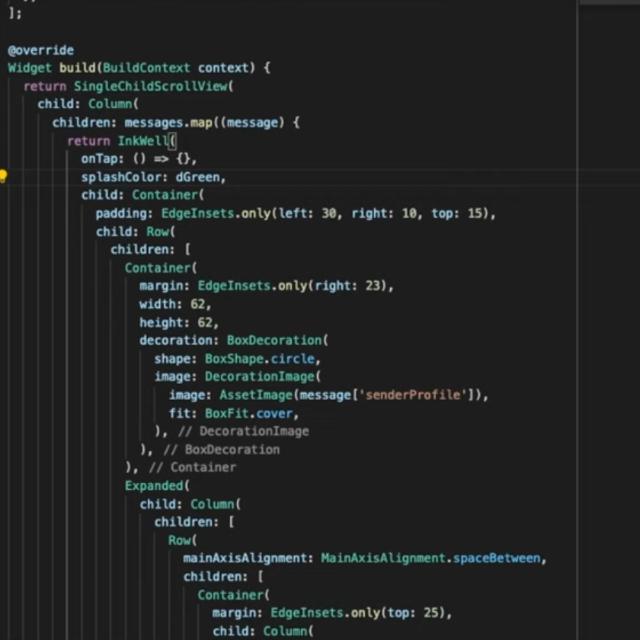 ];
@override
Widget build(BuildContext context) {
return SingleChildScrollView(
child: Column(
children: messages.map((message) {
return InkWell(
onTap: () => {},
splashColor: dGreen,
child: Container(
padding: EdgeInsets.only(left: 30, right: 10, top: 15),
child: Row(
children: [
Container(
margin: EdgeInsets.only(right: 23),
width: 62,
height: 62,
decoration: BoxDecoration(
shape: BoxShape.circle,
image: DecorationImage(
image: AssetImage(message['senderProfile']),
fit: BoxFit.cover,
), // DecorationImage
), // BoxDecoration
), // Container
Expanded(
child: Column(
children: [
Row(
mainAxisAlignment: MainAxisAlignment.spaceBetween,
children: [
Container(
margin: EdgeInsets.only(top: 25),
child: Column(